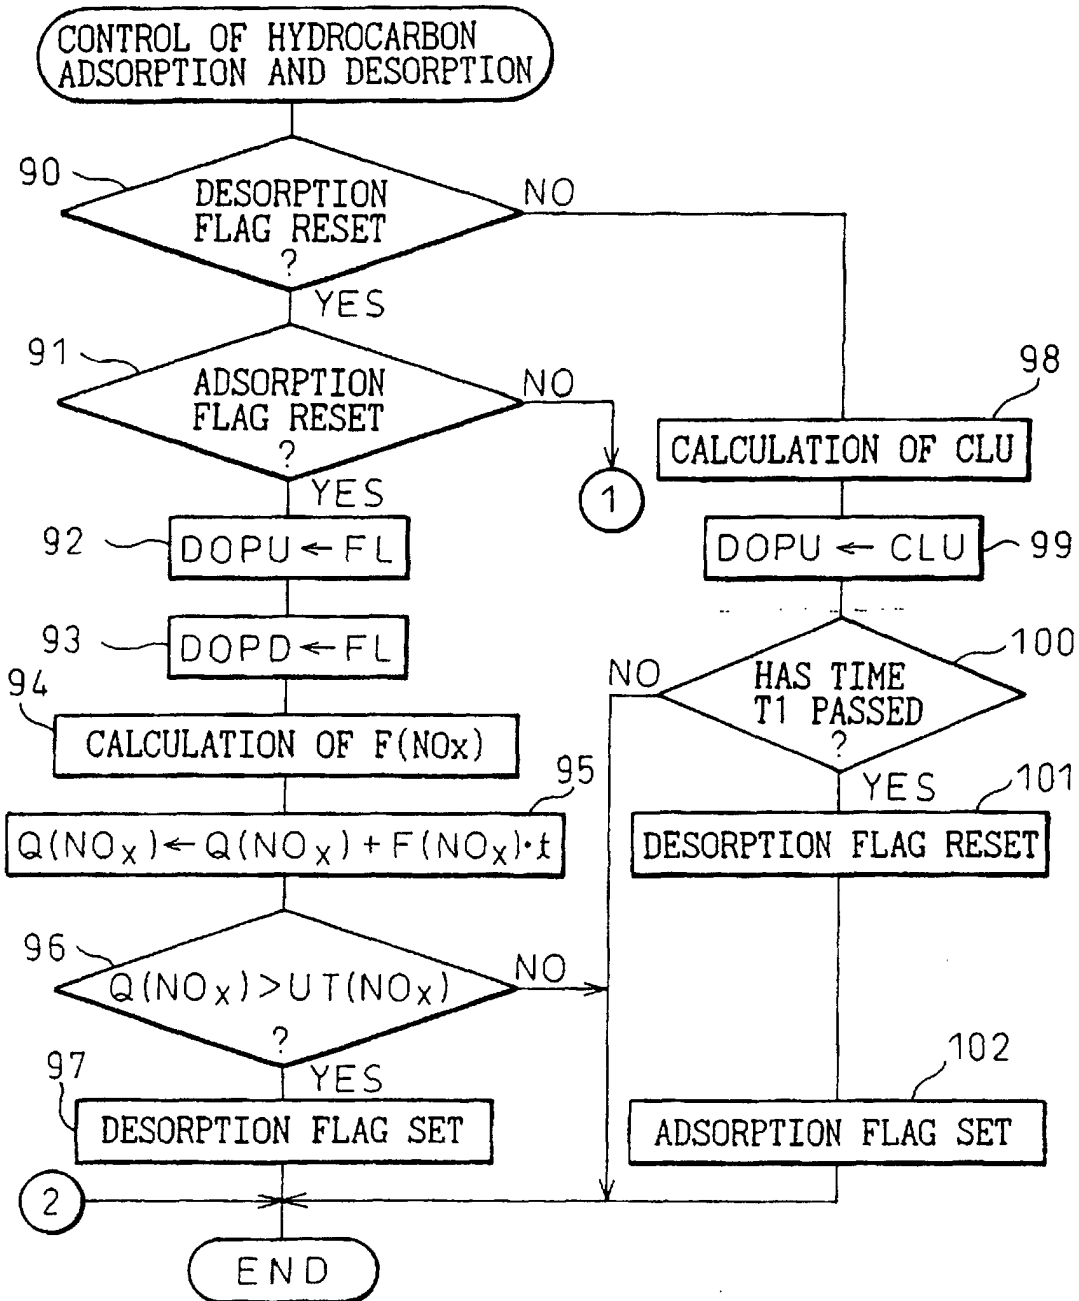 CONTROL OF HYDROCARBON
ADSORPTION AND DESORPTION
90
DESORPTION
FLAG RESET
?
NO
YES
91
ADSORPTION
FLAG RESET
?
NO
1
YES
92
DOPU ← FL
93
DOPD ← FL
94
CALCULATION OF F(NOx)
95
Q(NOx) ← Q(NOx) + F(NOx)·t
96
Q(NOx) > UT(NOx)
?
NO
YES
97
DESORPTION FLAG SET
2
END
98
CALCULATION OF CLU
DOPU ← CLU
99
100
NO
HAS TIME
T1 PASSED
?
YES
101
DESORPTION FLAG RESET
102
ADSORPTION FLAG SET